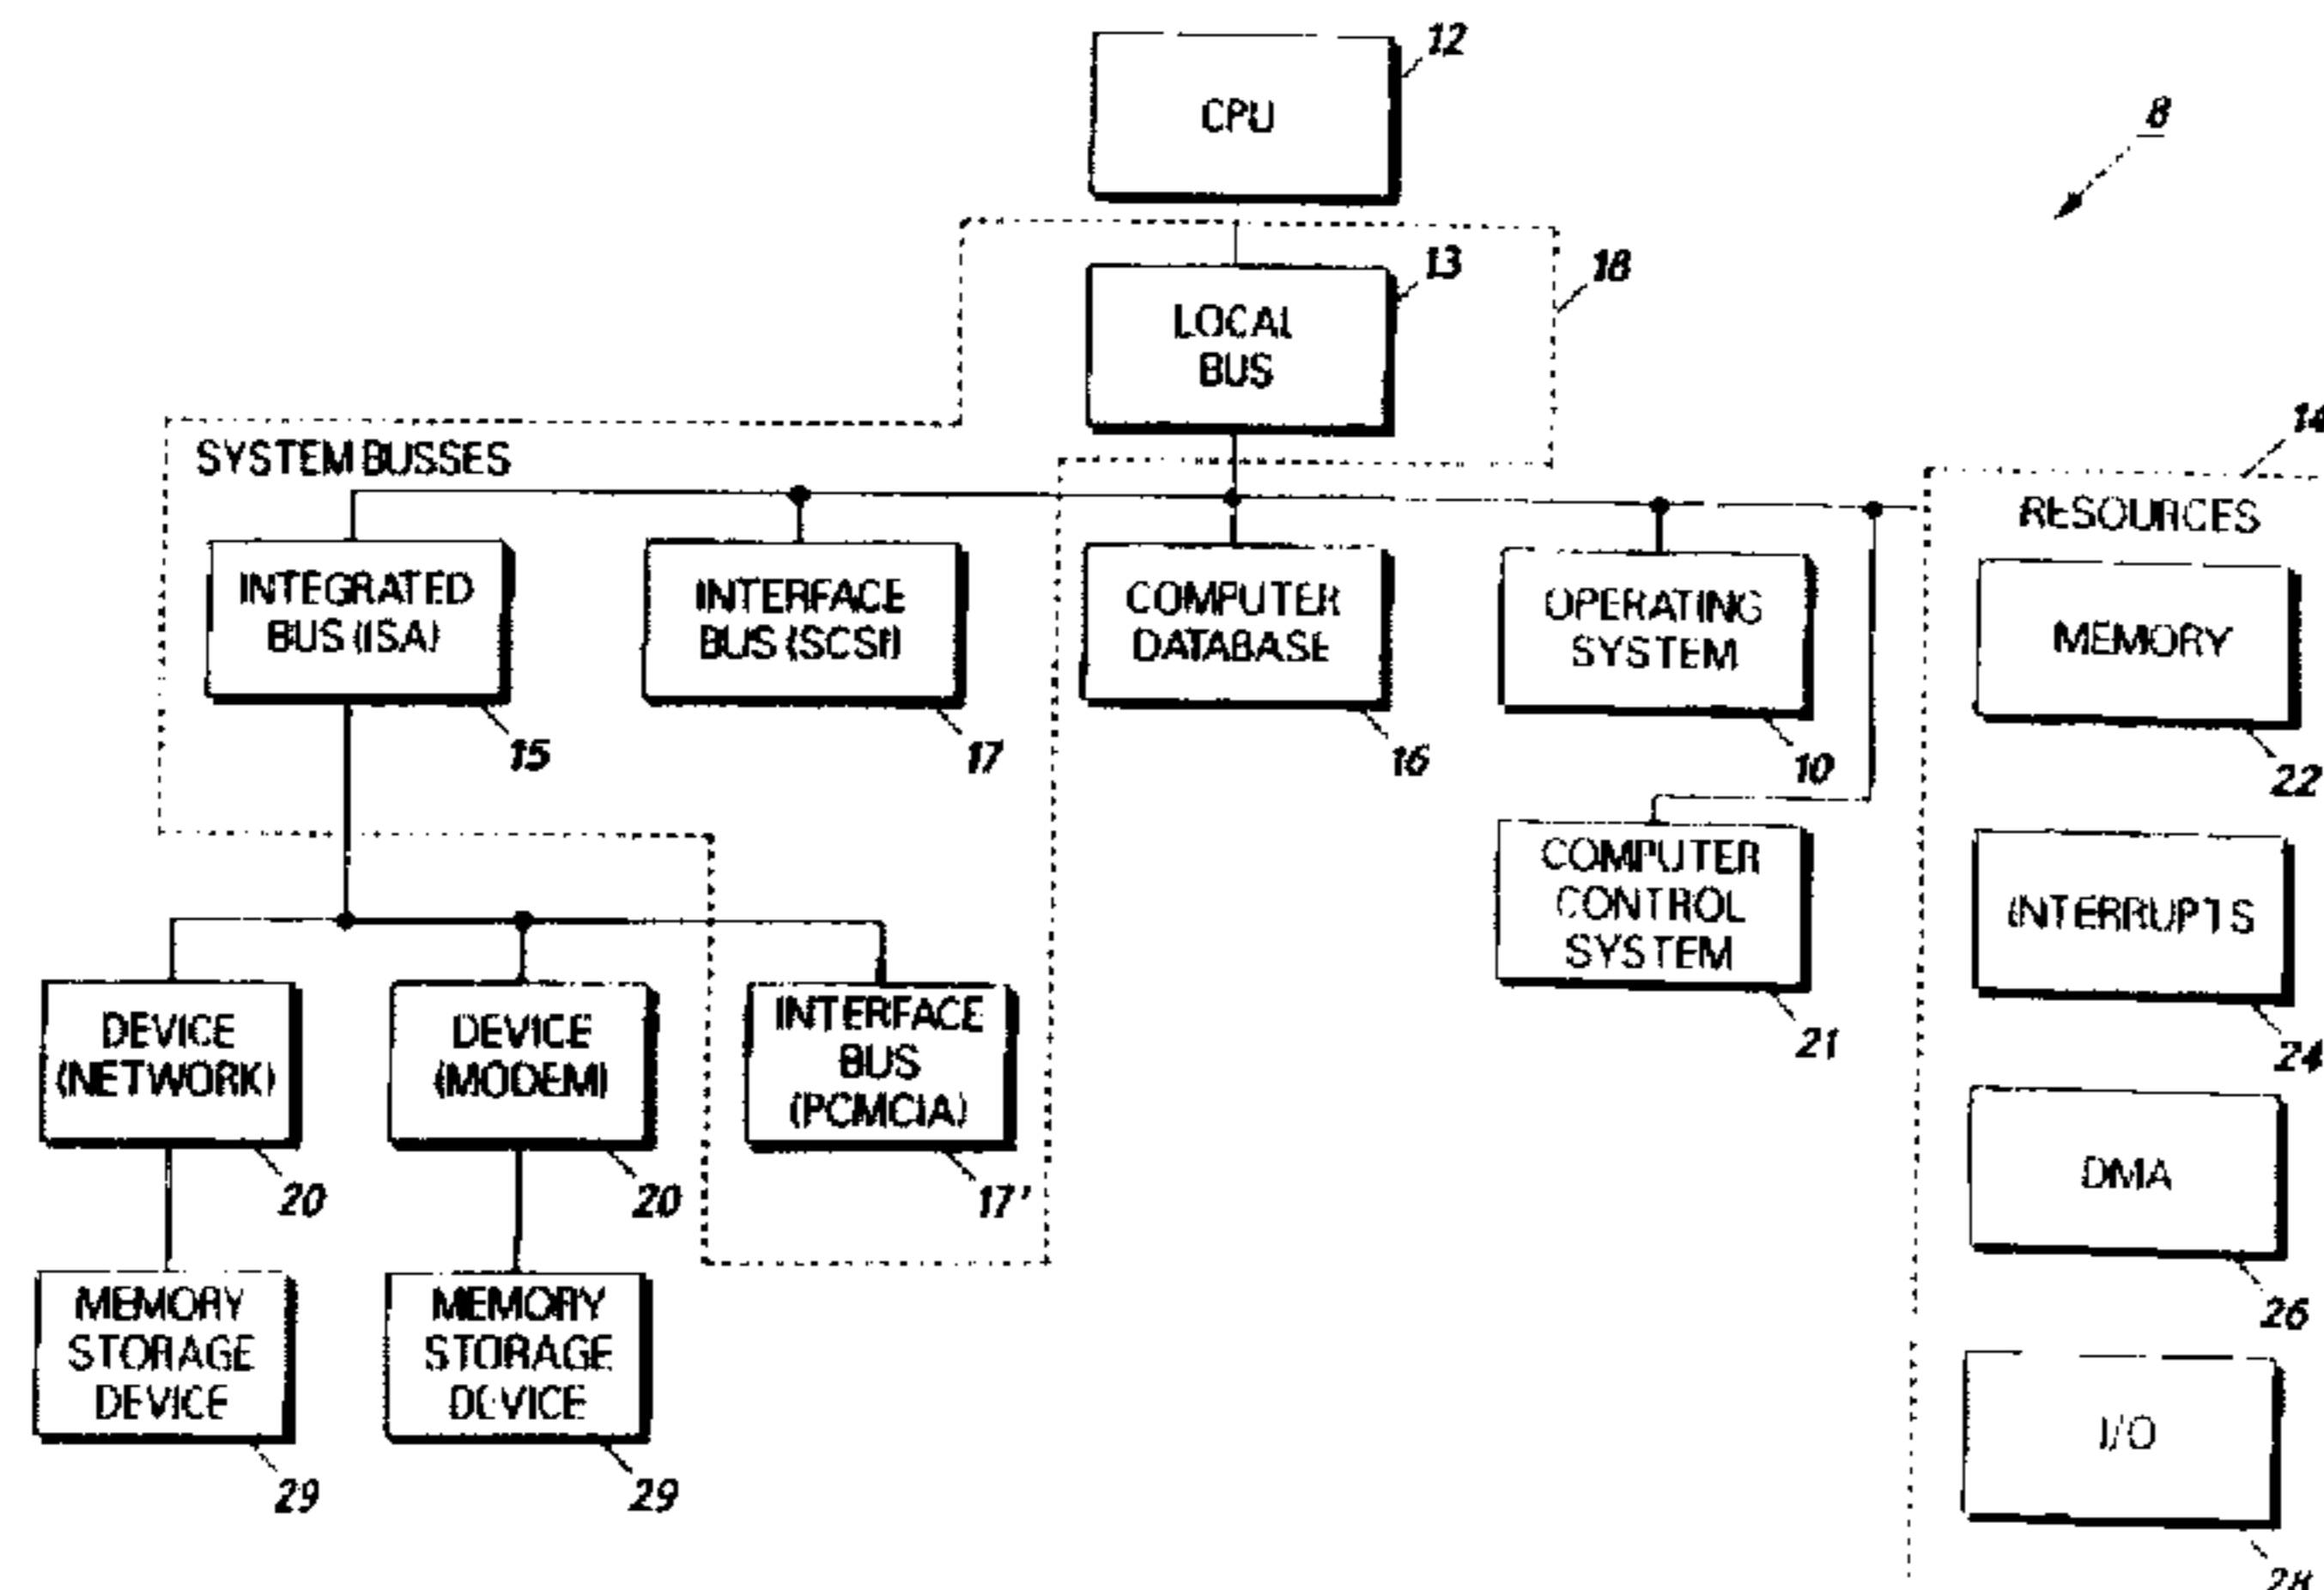 12
CPU
8
13
18
LOCAL
BUS
14
SYSTEM BUSSES
RESOURCES
INTEGRATED
BUS (ISA)
INTERFACE
BUS (SCSI)
COMPUTER
DATABASE
OPERATING
SYSTEM
MEMORY
15
17
16
10
22
COMPUTER
CONTROL
SYSTEM
INTERRUPTS
DEVICE
(NETWORK)
DEVICE
(MODEM)
INTERFACE
BUS
(PCMCIA)
21
24
DMA
20
20
17'
26
MEMORY
STORAGE
DEVICE
MEMORY
STORAGE
DEVICE
I/O
29
29
28